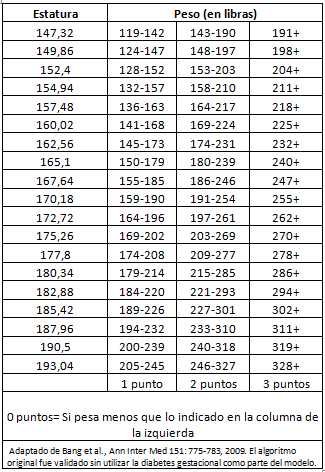 Estatura Peso (en libras)
147,32 119-142 143-190 191+
149,86 124-147 148-197 198+
152,4 128-152 153-203 204+
154,94 132-157 158-210 211+
157,48 136-163 164-217 218+
160,02 141-168 169-224 225+
162,56 145-173 174-231 232+
165,1 150-179 180-239 240+
167,64 155-185 186-246 247+
170,18 159-190 191-254 255+
172,72 164-196 197-261 262+
175,26 169-202 203-269 270+
177,8 174-208 209-277 278+
180,34 179-214 215-285 286+
182,88 184-220 221-293 294+
185,42 189-226 227-301 302+
187,96 194-232 233-310 311+
190,5 200-239 240-318 319+
193,04 205-245 246-327 328+
1 punto 2 puntos 3 puntos
0 puntos= Si pesa menos que lo indicado en la columna de
la izquierda
Adaptado de Bang et al., Ann Inter Med 151: 775-783, 2009. El algoritmo
original fue validado sin utilizar la diabetes gestacional como parte del modelo.